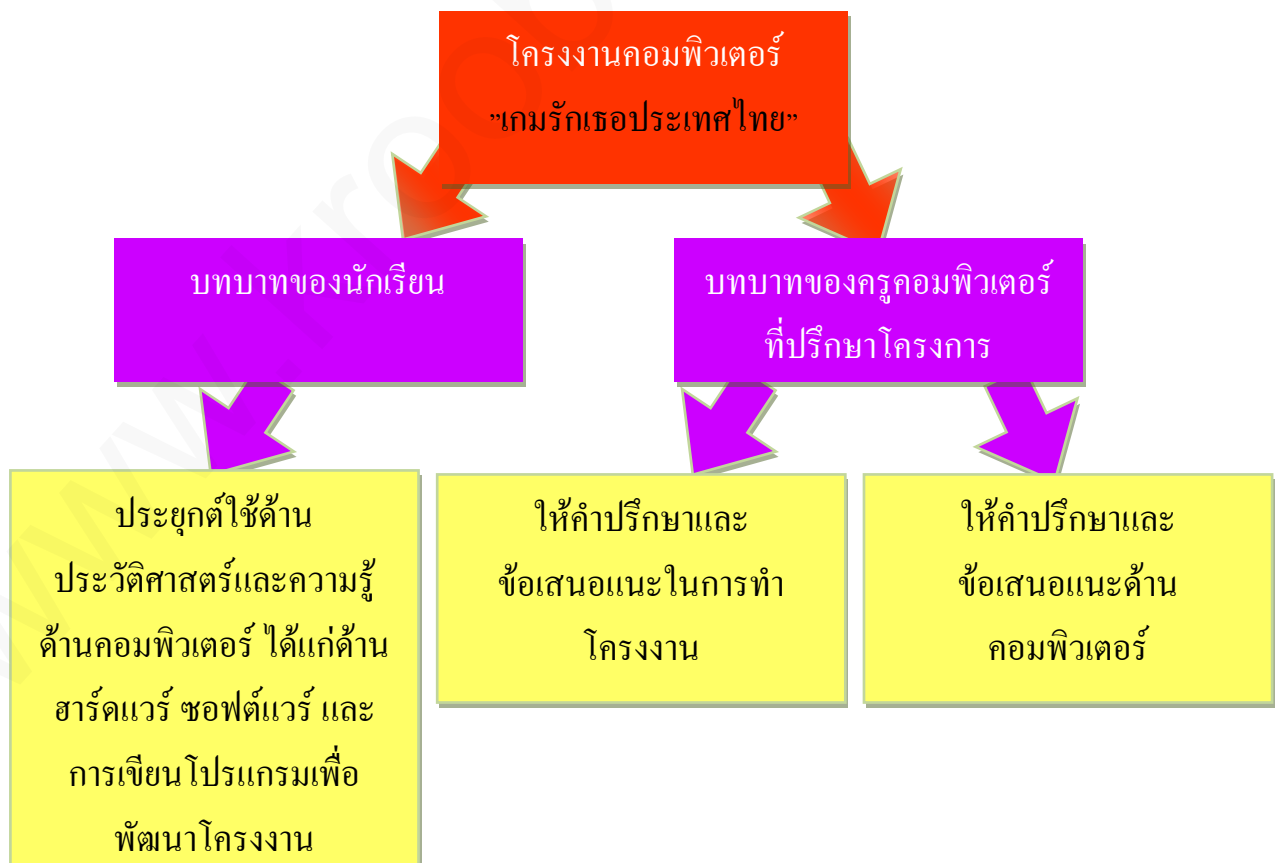 โครงงานคอมพิวเตอร์
”เกมรักเธอประเทศไทย”
บทบาทของนักเรียน
บทบาทของครูคอมพิวเตอร์
ที่ปรึกษาโครงการ
ประยุกต์ใช้ด้าน
ประวัติศาสตร์และความรู้
ด้านคอมพิวเตอร์ ได้แก่ด้าน
ฮาร์ดแวร์ ซอฟต์แวร์ และ
การเขียนโปรแกรมเพื่อ
พัฒนาโครงงาน
ให้คำปรึกษาและ
ข้อเสนอแนะในการทำ
โครงงาน
ให้คำปรึกษาและ
ข้อเสนอแนะด้าน
คอมพิวเตอร์